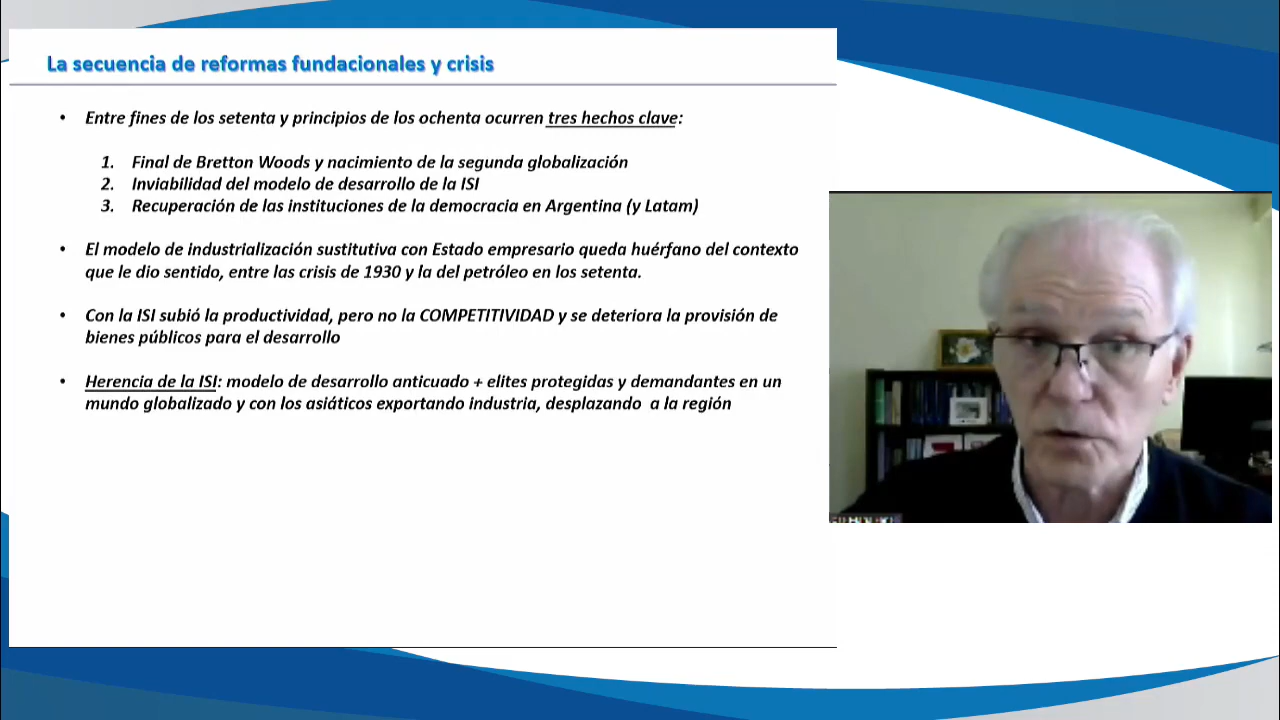 La secuencia de reformas fundacionales y crisis
• Entre fines de los setenta y principios de los ochenta ocurren tres hechos clave:
1. Final de Bretton Woods y nacimiento de la segunda globalización
2. Inviabilidad del modelo de desarrollo de la ISI
3. Recuperación de las instituciones de la democracia en Argentina (y Latam)
• El modelo de industrialización sustitutiva con Estado empresario queda huérfano del contexto
que le dio sentido, entre las crisis de 1930 y la del petróleo en los setenta.
• Con la ISI subió la productividad, pero no la COMPETITIVIDAD y se deteriora la provisión de
bienes públicos para el desarrollo
• Herencia de la ISI: modelo de desarrollo anticuado + elites protegidas y demandantes en un
mundo globalizado y con los asiáticos exportando industria, desplazando a la región